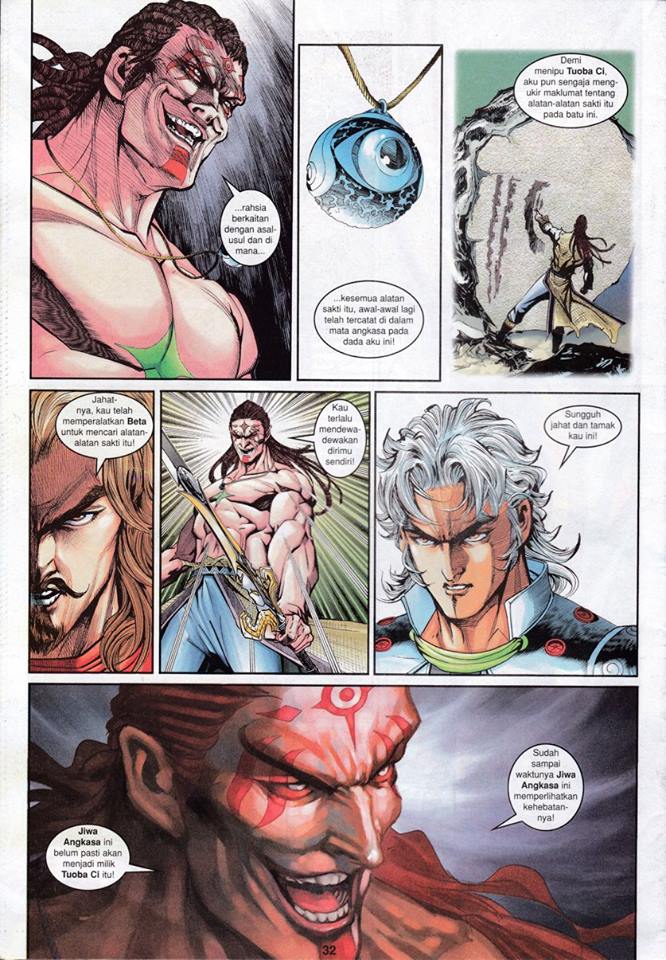 ...rahsia
berkaitan
dengan asal-
usul dan di
mana...
...kesemua alatan
sakti itu, awal-awal lagi
telah tercatat di dalam
mata angkasa pada
dada aku ini!
Demi
menipu Tuoba Ci,
aku pun sengaja meng-
ukir maklumat tentang
alatan-alatan sakti itu
pada batu ini.
Jahat-
nya, kau telah
memperalatkan Beta
untuk mencari alatan-
alatan sakti itu!
Kau
terlalu
mendewa-
dewakan
dirimu
sendiri!
Sungguh
jahat dan tamak
kau ini!
Jiwa
Angkasa ini
belum pasti akan
menjadi milik
Tuoba Ci itu!
Sudah
sampai
waktunya Jiwa
Angkasa ini
memperlihatkan
kehebatan-
nya!
32